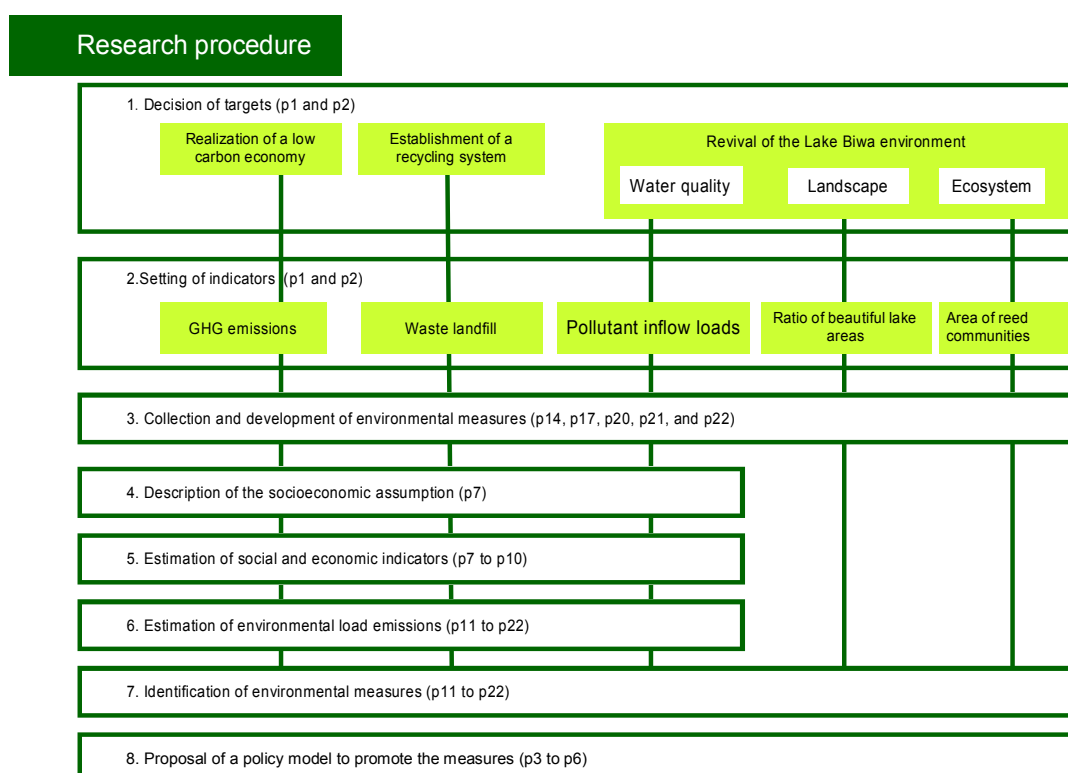 Research procedure
1. Decision of targets (p1 and p2)
Realization of a low
carbon economy
Establishment of a
recycling system
Revival of the Lake Biwa environment
Water quality
Landscape
Ecosystem
2.Setting of indicators (p1 and p2)
GHG emissions
Waste landfill
Pollutant inflow loads
Ratio of beautiful lake
areas
Area of reed
communities
3. Collection and development of environmental measures (p14, p17, p20, p21, and p22)
4. Description of the socioeconomic assumption (p7)
5. Estimation of social and economic indicators (p7 to p10)
6. Estimation of environmental load emissions (p11 to p22)
7. Identification of environmental measures (p11 to p22)
8. Proposal of a policy model to promote the measures (p3 to p6)